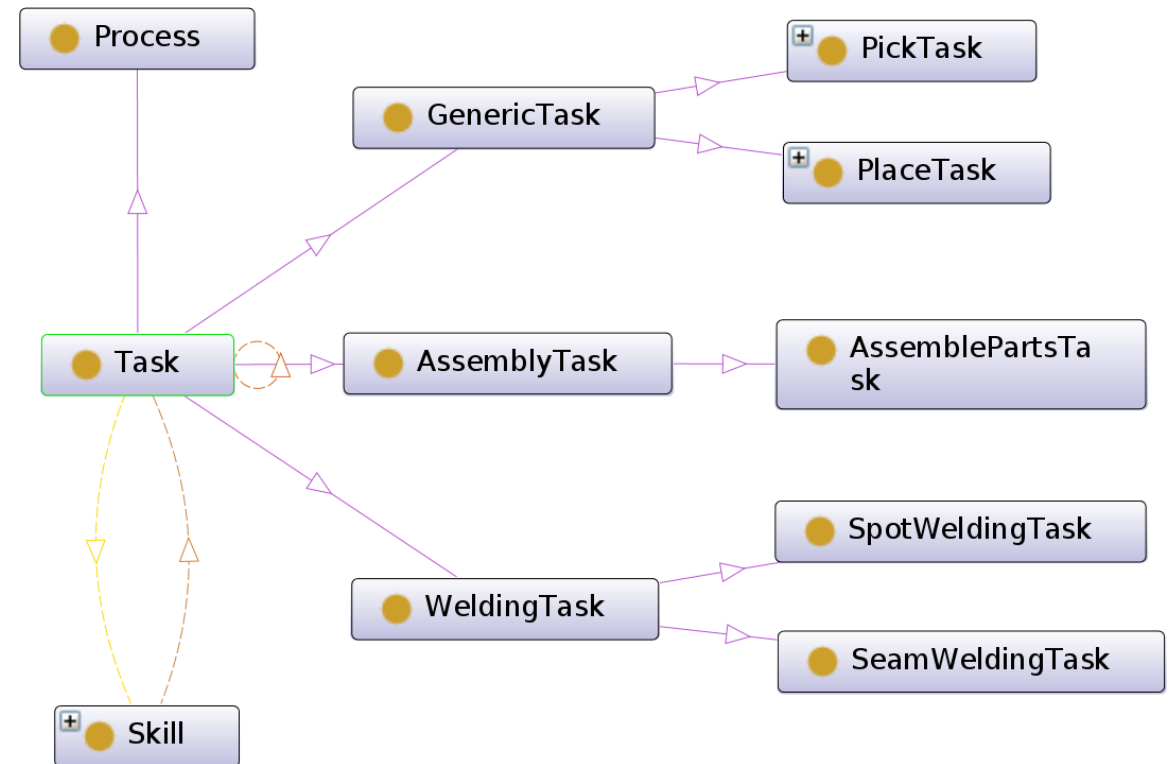 Process
PickTask
GenericTask
PlaceTask
Task
AssemblyTask
AssemblePartsTa
sk
SpotWeldingTask
WeldingTask
SeamWeldingTask
Skill